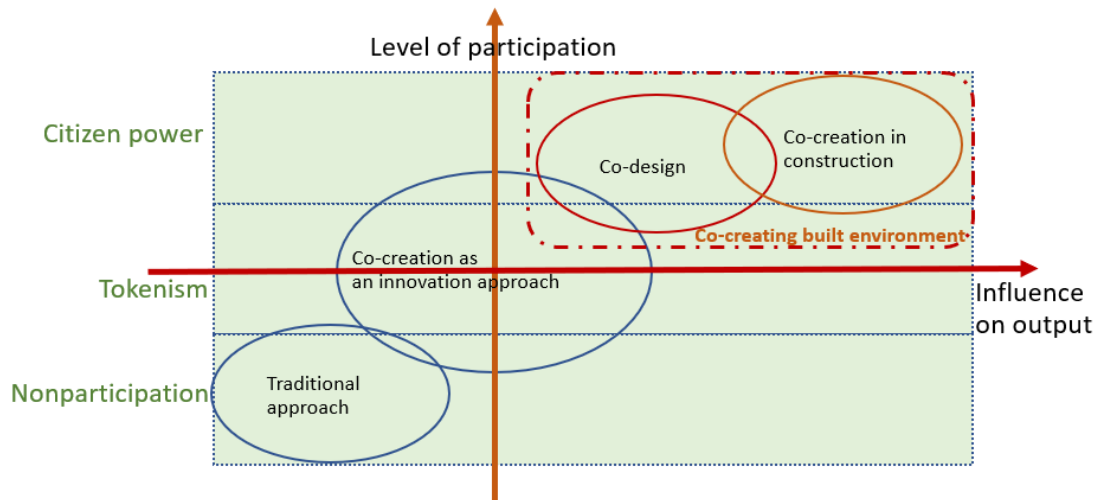 Level of participation
Citizen power
Co-creation in
construction
Co-design
Co-creating built environment
Co-creation as
an innovation approach
Tokenism
Influence
on output
Traditional
approach
Nonparticipation